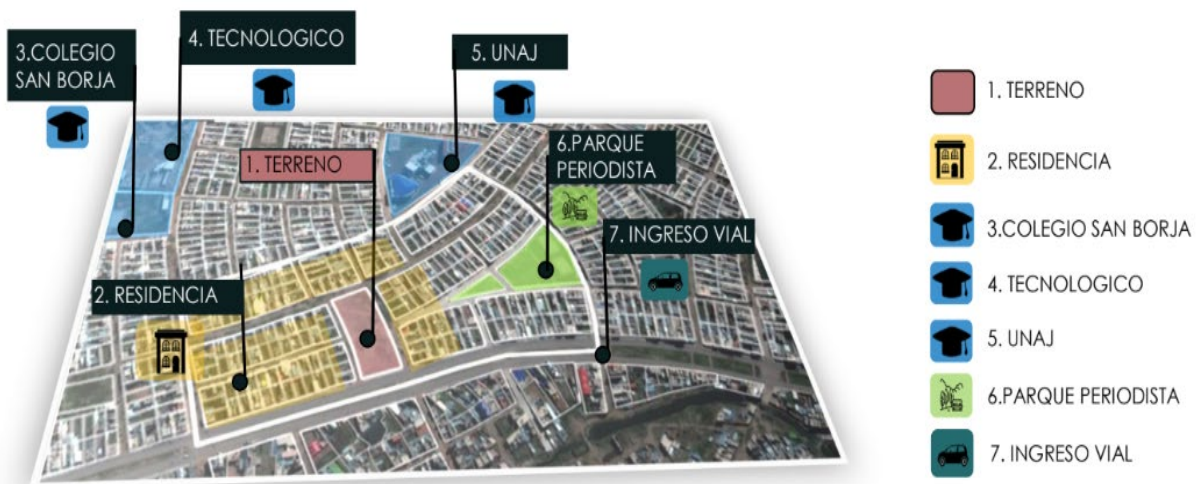 3.COLEGIO
SAN BORJA
4. TECNOLOGICO
5. UNAJ
1. TERRENO
6.PARQUE
PERIODISTA
7. INGRESO VIAL
2. RESIDENCIA
1. TERRENO
2. RESIDENCIA
3.COLEGIO SAN BORJA
4. TECNOLOGICO
5. UNAJ
6.PARQUE PERIODISTA
7. INGRESO VIAL